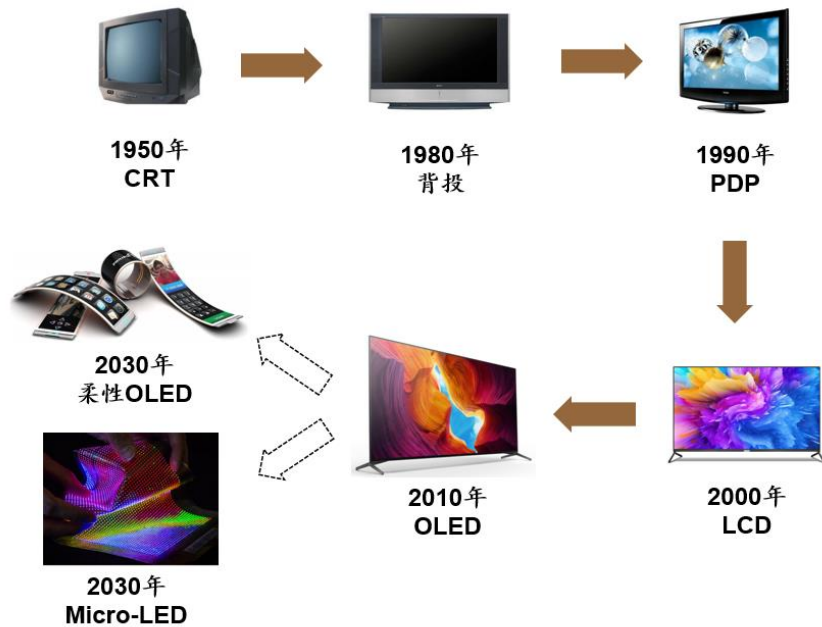 1950年
CRT
1980年
背投
1990年
PDP
2000年
LCD
2010年
OLED
2030年
柔性OLED
2030年
Micro-LED